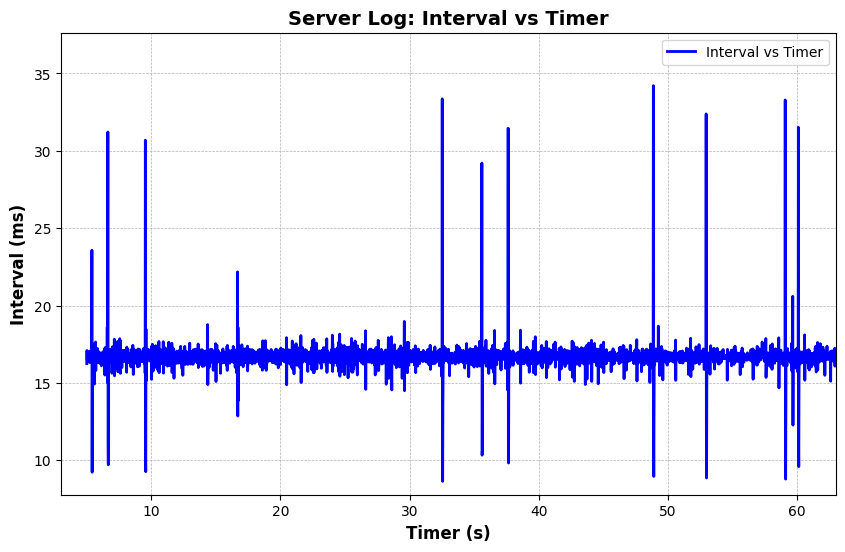 Server Log: Interval vs Timer
Interval vs Timer
35
30
25
20
15
10
Interval (ms)
10 20 30 40 50 60
Timer (s)